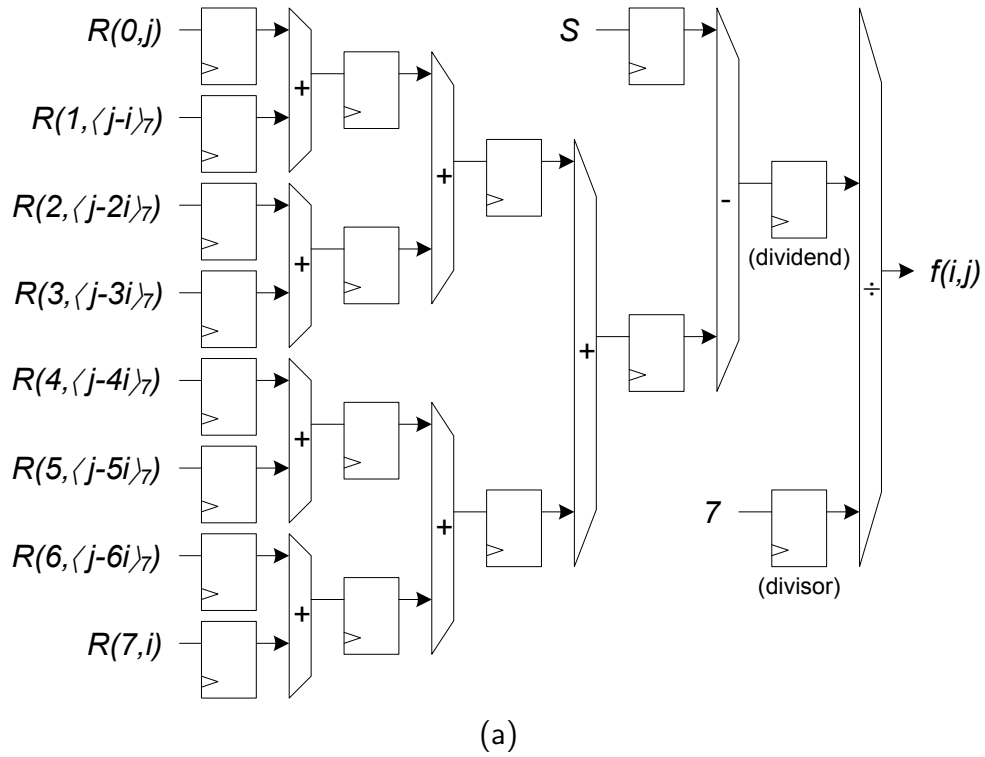 R(0,j)
S
+
R(1,⟨j-i⟩₇)
+
R(2,⟨j-2i⟩₇)
-
+
(dividend)
f(i,j)
R(3,⟨j-3i⟩₇)
÷
+
R(4,⟨j-4i⟩₇)
+
R(5,⟨j-5i⟩₇)
7
+
R(6,⟨j-6i⟩₇)
(divisor)
+
R(7,i)
(a)